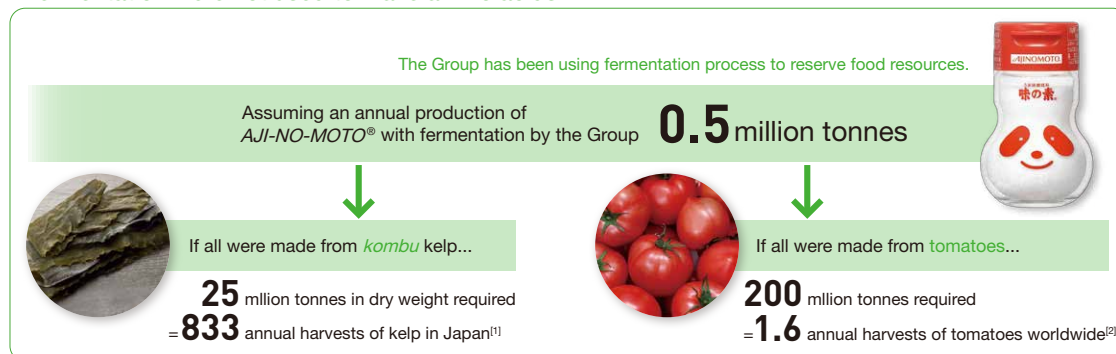 The Group has been using fermentation process to reserve food resources.
AJINOMOTO
味の素
Assuming an annual production of
AJI-NO-MOTO® with fermentation by the Group 0.5 million tonnes
If all were made from kombu kelp...
25 mllion tonnes in dry weight required
=833 annual harvests of kelp in Japan[1]
If all were made from tomatoes...
200 mllion tonnes required
=1.6 annual harvests of tomatoes worldwide[2]